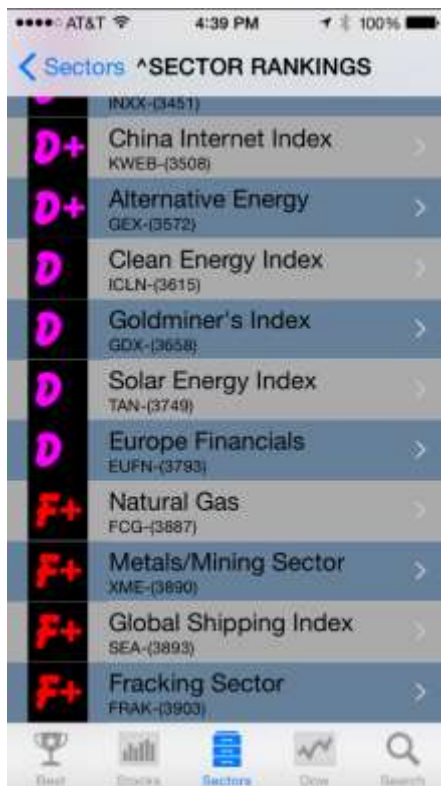 AT&T 4:39 PM 100%
Sectors ^SECTOR RANKINGS
INXX-(3451)
D+ China Internet Index
KWEB-(3508)
D+ Alternative Energy
GEX-(3572)
D Clean Energy Index
ICLN-(3615)
D Goldminer's Index
GDX-(3658)
D Solar Energy Index
TAN-(3749)
D Europe Financials
EUFN-(3793)
F+ Natural Gas
FCG-(3887)
F+ Metals/Mining Sector
XME-(3890)
F+ Global Shipping Index
SEA-(3893)
F+ Fracking Sector
FRAK-(3903)
Best Stocks Sectors Dow Search